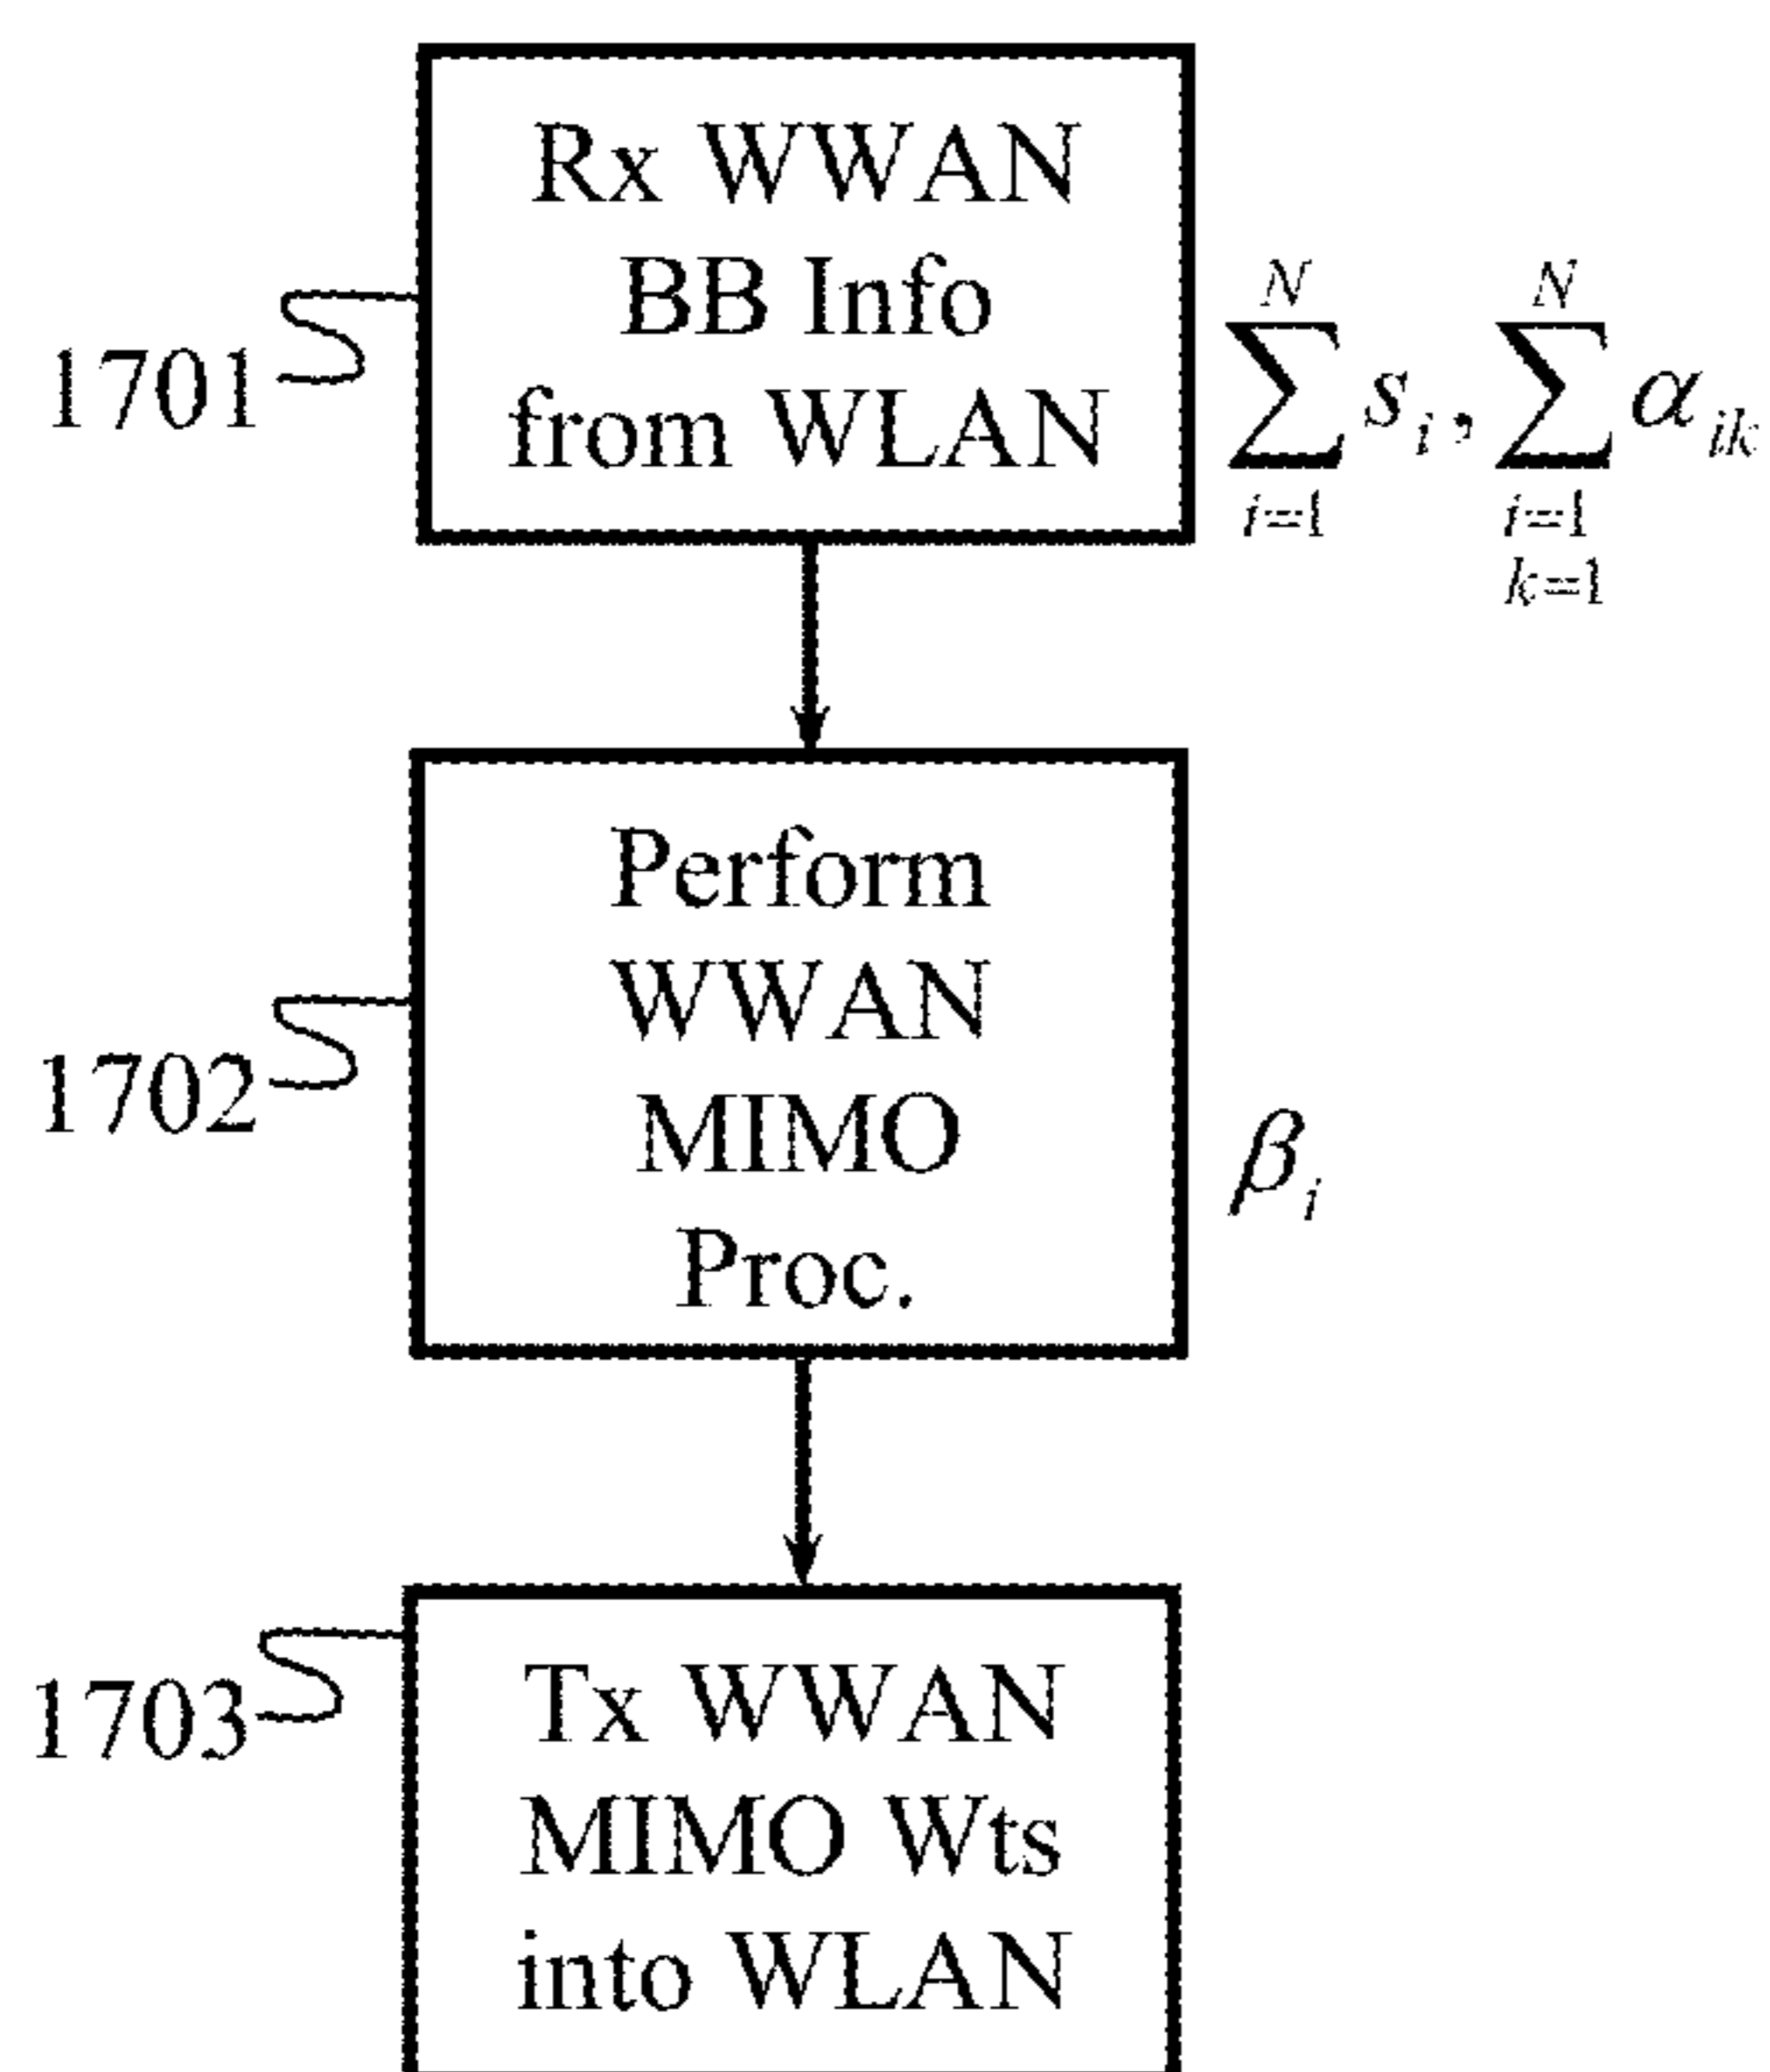 Rx WWAN
BB Info
from WLAN
1701
N N
∑ s_i, ∑ α_ik
i=1 i=1
k=1
Perform
WWAN
MIMO
Proc.
1702
β_i
Tx WWAN
MIMO Wts
into WLAN
1703